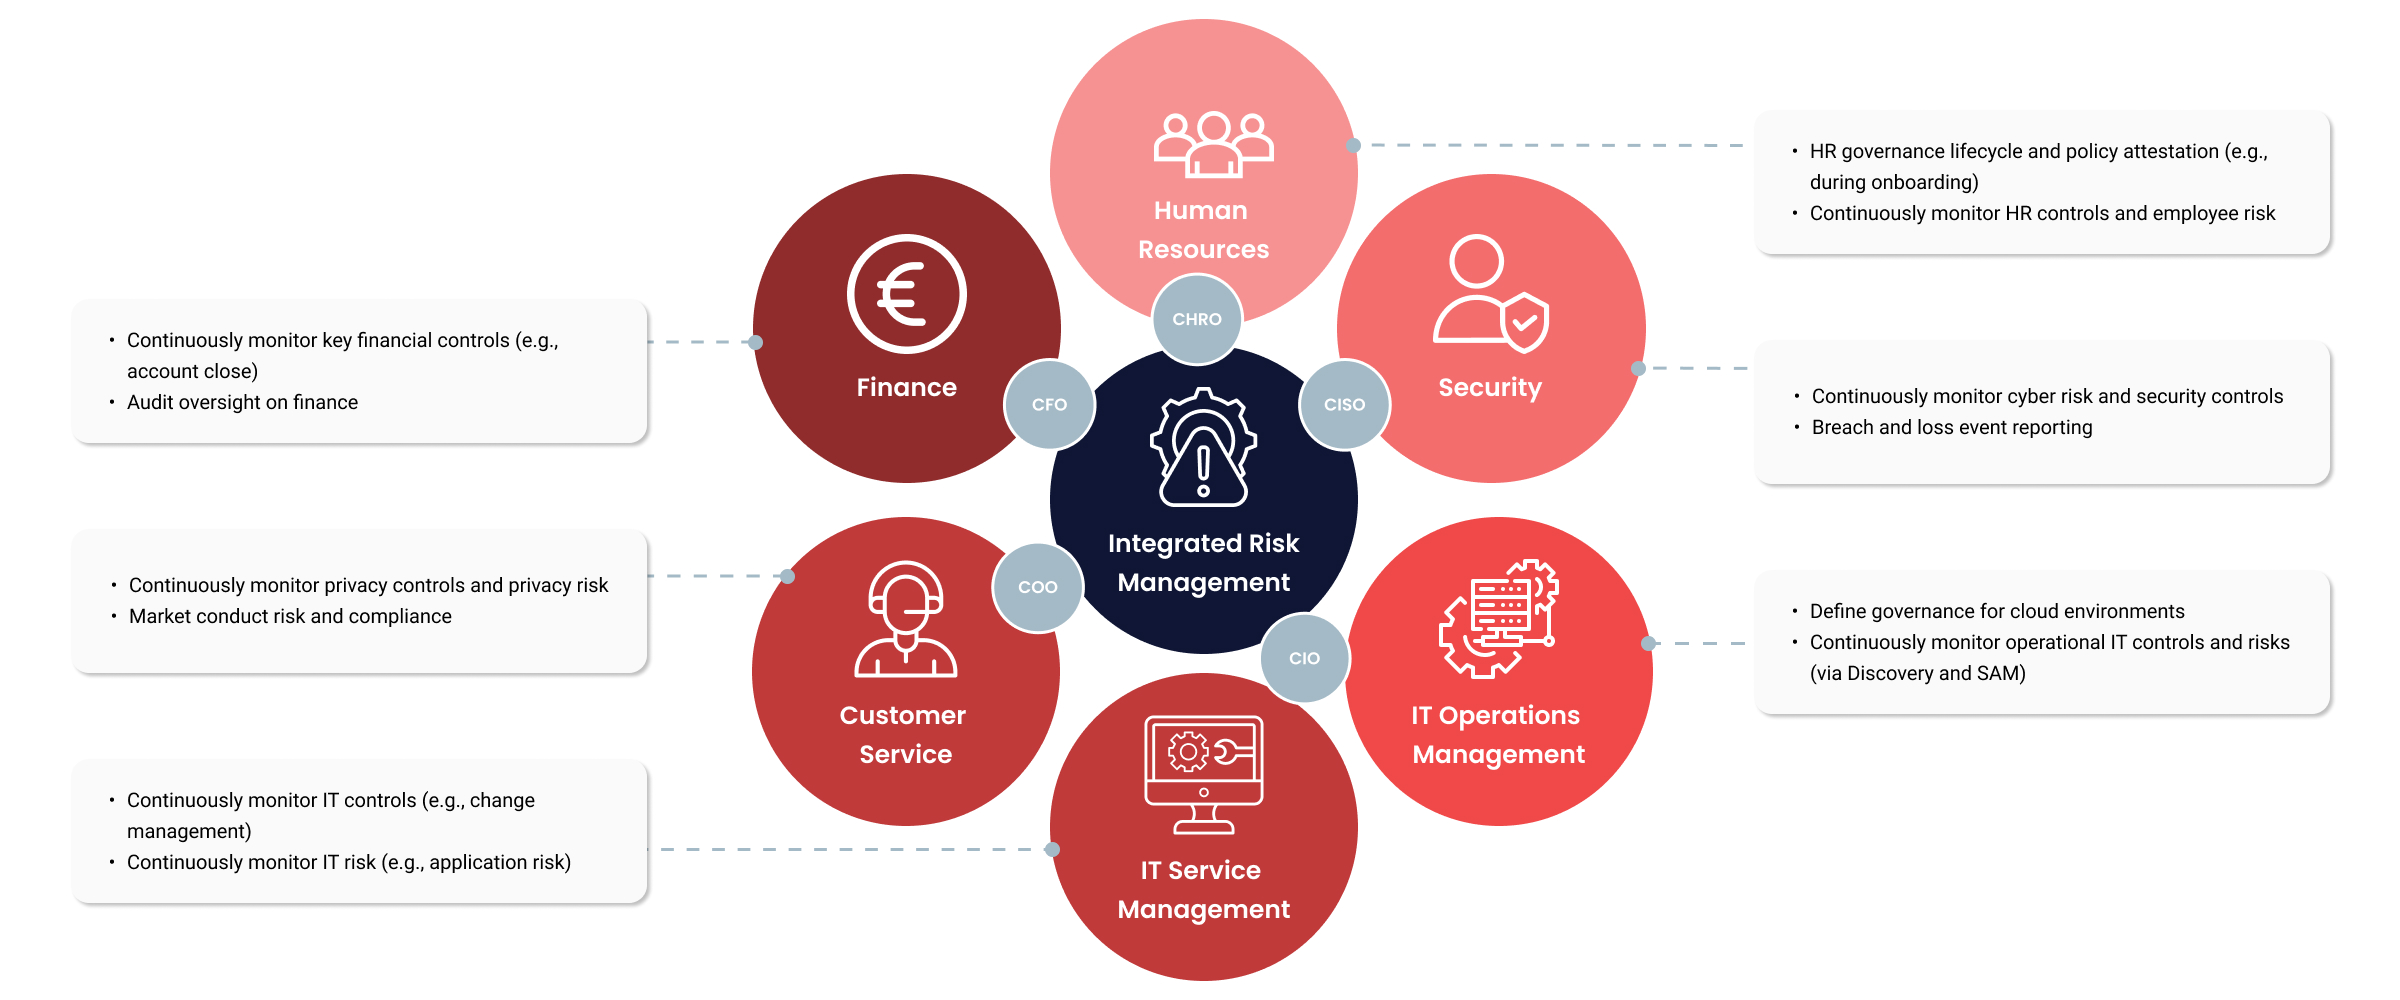 Human
Resources
CHRO
• HR governance lifecycle and policy attestation (e.g.,
during onboarding)
• Continuously monitor HR controls and employee risk
€
Finance
CFO
• Continuously monitor key financial controls (e.g.,
account close)
• Audit oversight on finance
Security
CISO
• Continuously monitor cyber risk and security controls
• Breach and loss event reporting
Integrated Risk
Management
Customer
Service
COO
• Continuously monitor privacy controls and privacy risk
• Market conduct risk and compliance
IT Operations
Management
CIO
• Define governance for cloud environments
• Continuously monitor operational IT controls and risks
(via Discovery and SAM)
IT Service
Management
• Continuously monitor IT controls (e.g., change
management)
• Continuously monitor IT risk (e.g., application risk)